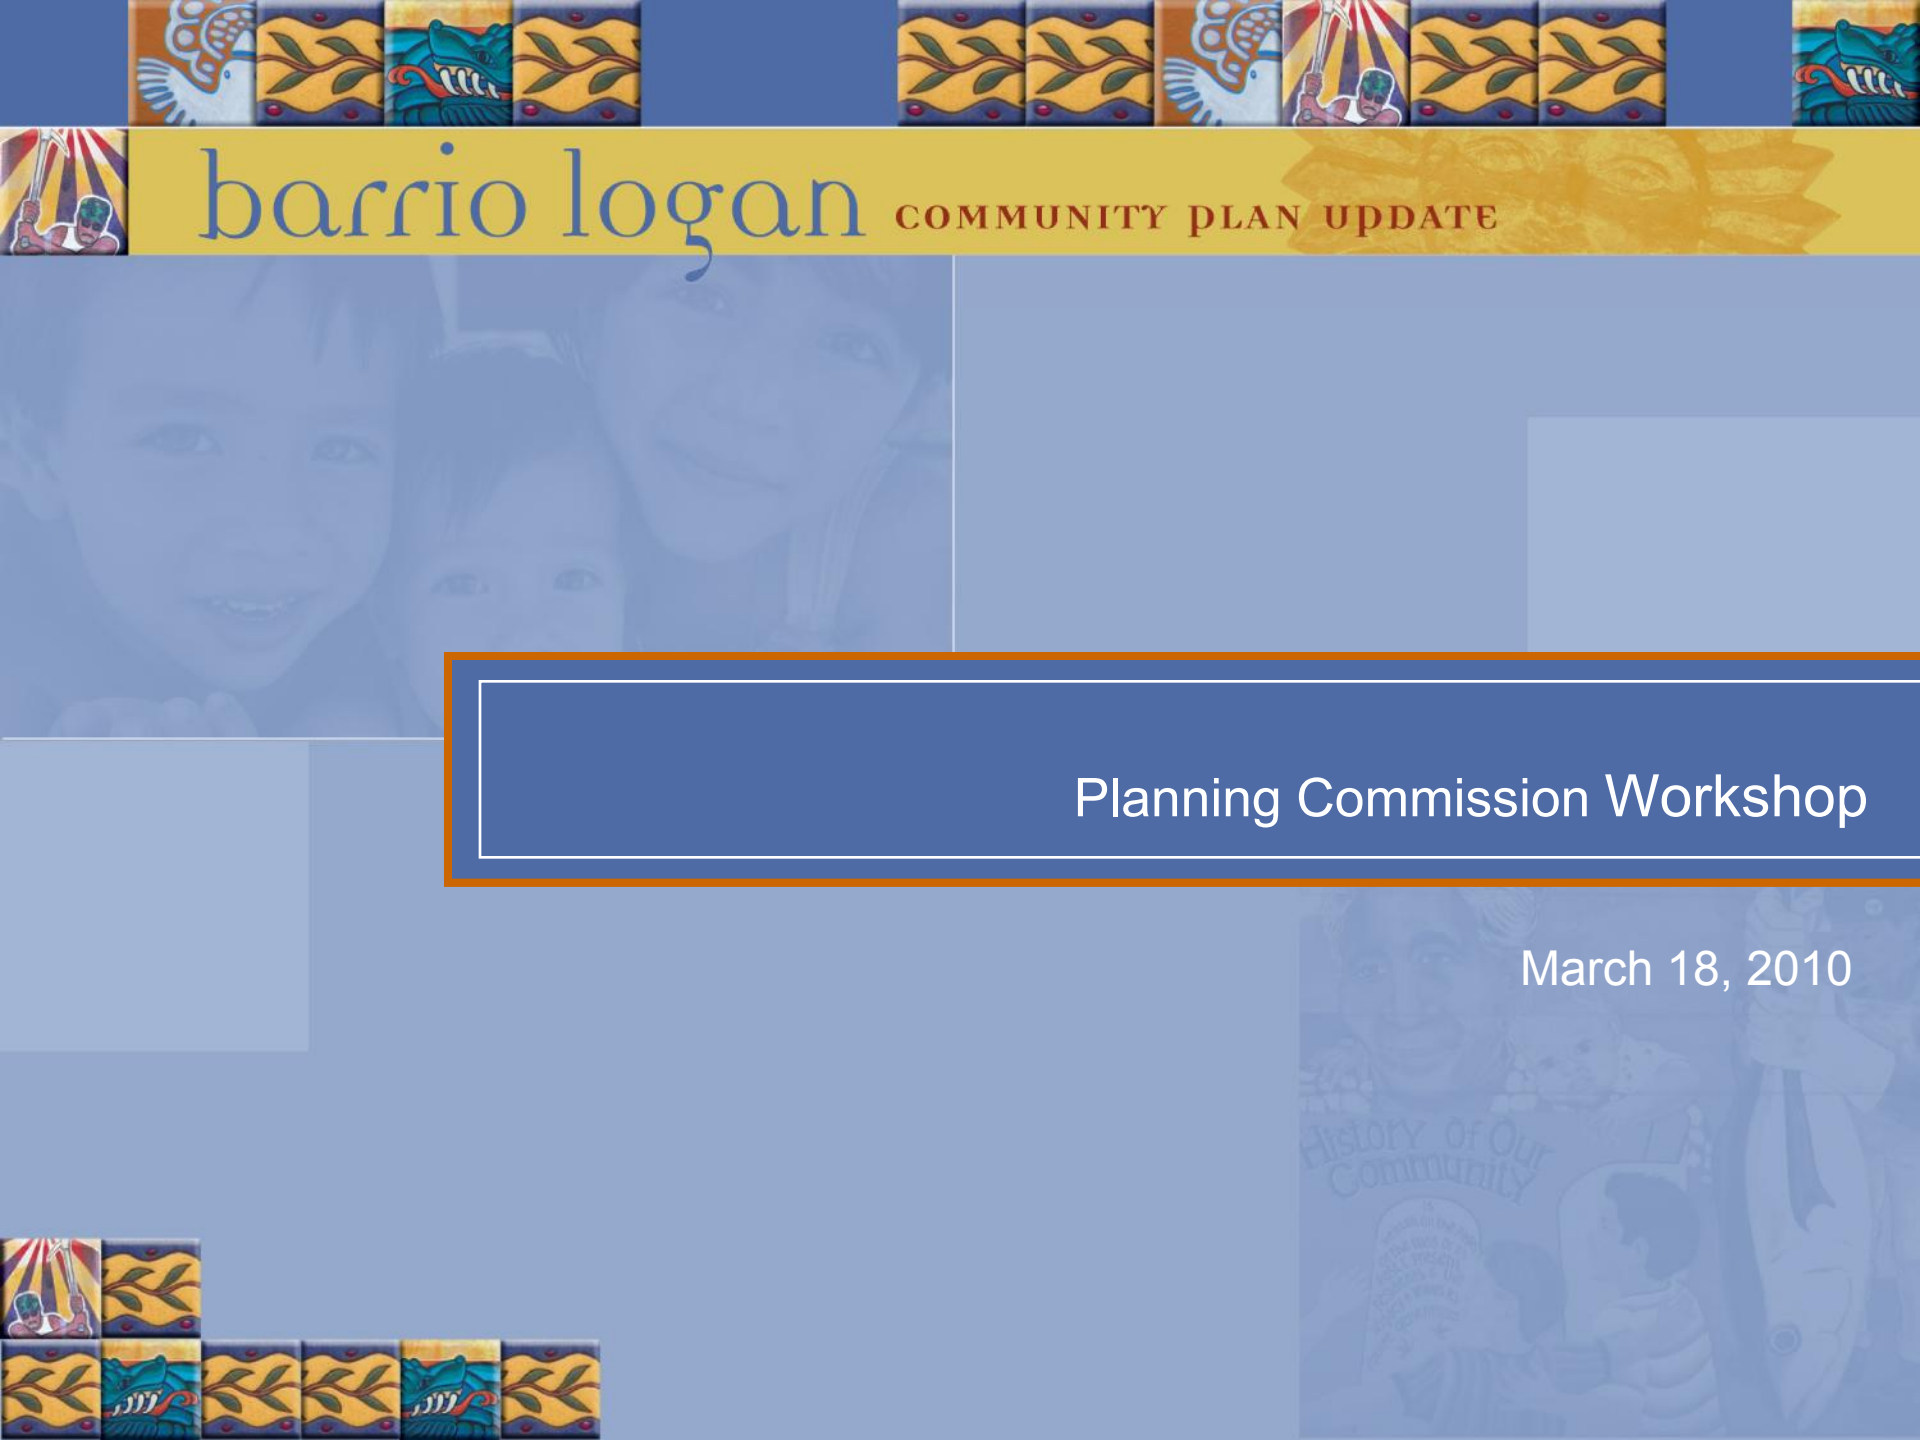 barrio logan COMMUNITY PLAN UPDATE
Planning Commission Workshop
March 18, 2010
History Of Our
Community